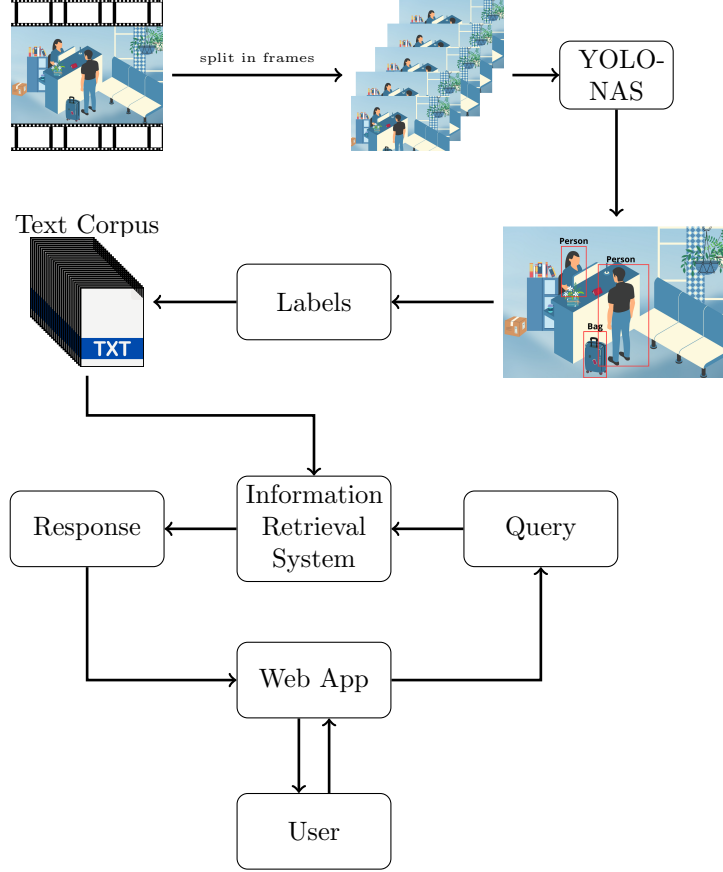 split in frames
YOLO-
NAS
Text Corpus
TXT
Labels
Person
Person
Bag
Response
Information
Retrieval
System
Query
Web App
User